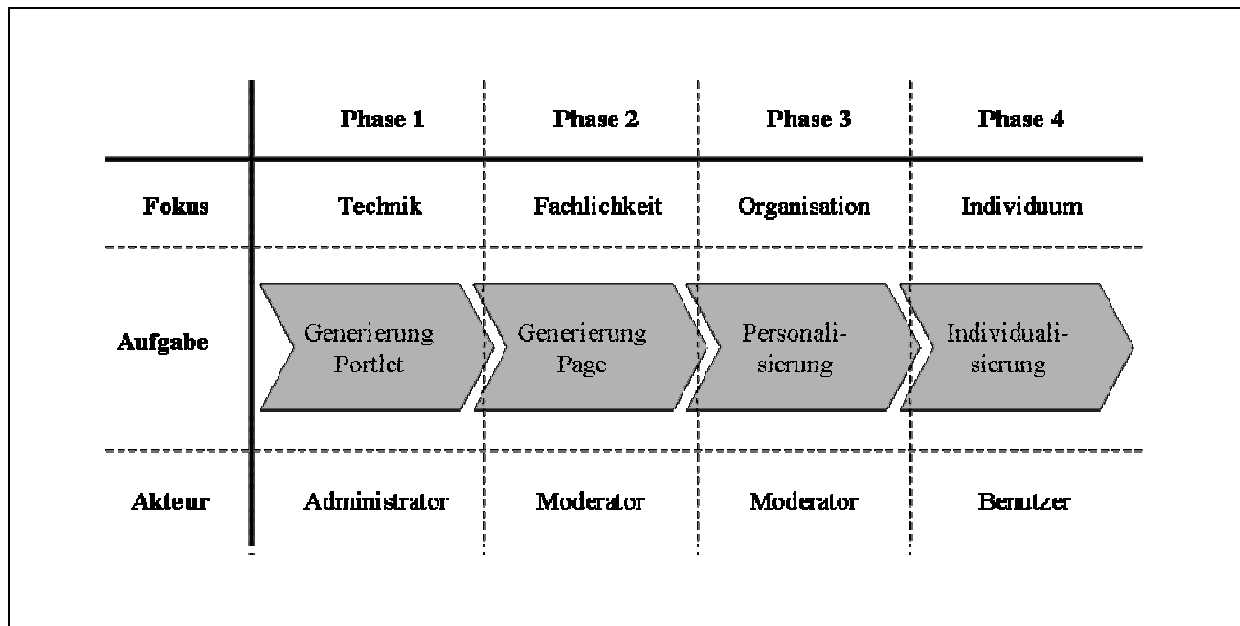 Phase 1 Phase 2 Phase 3 Phase 4
Fokus Technik Fachlichkeit Organisation Individuum
Aufgabe
Generierung
Portlet
Generierung
Page
Personali-
sierung
Individuali-
sierung
Akteur Administrator Moderator Moderator Benutzer